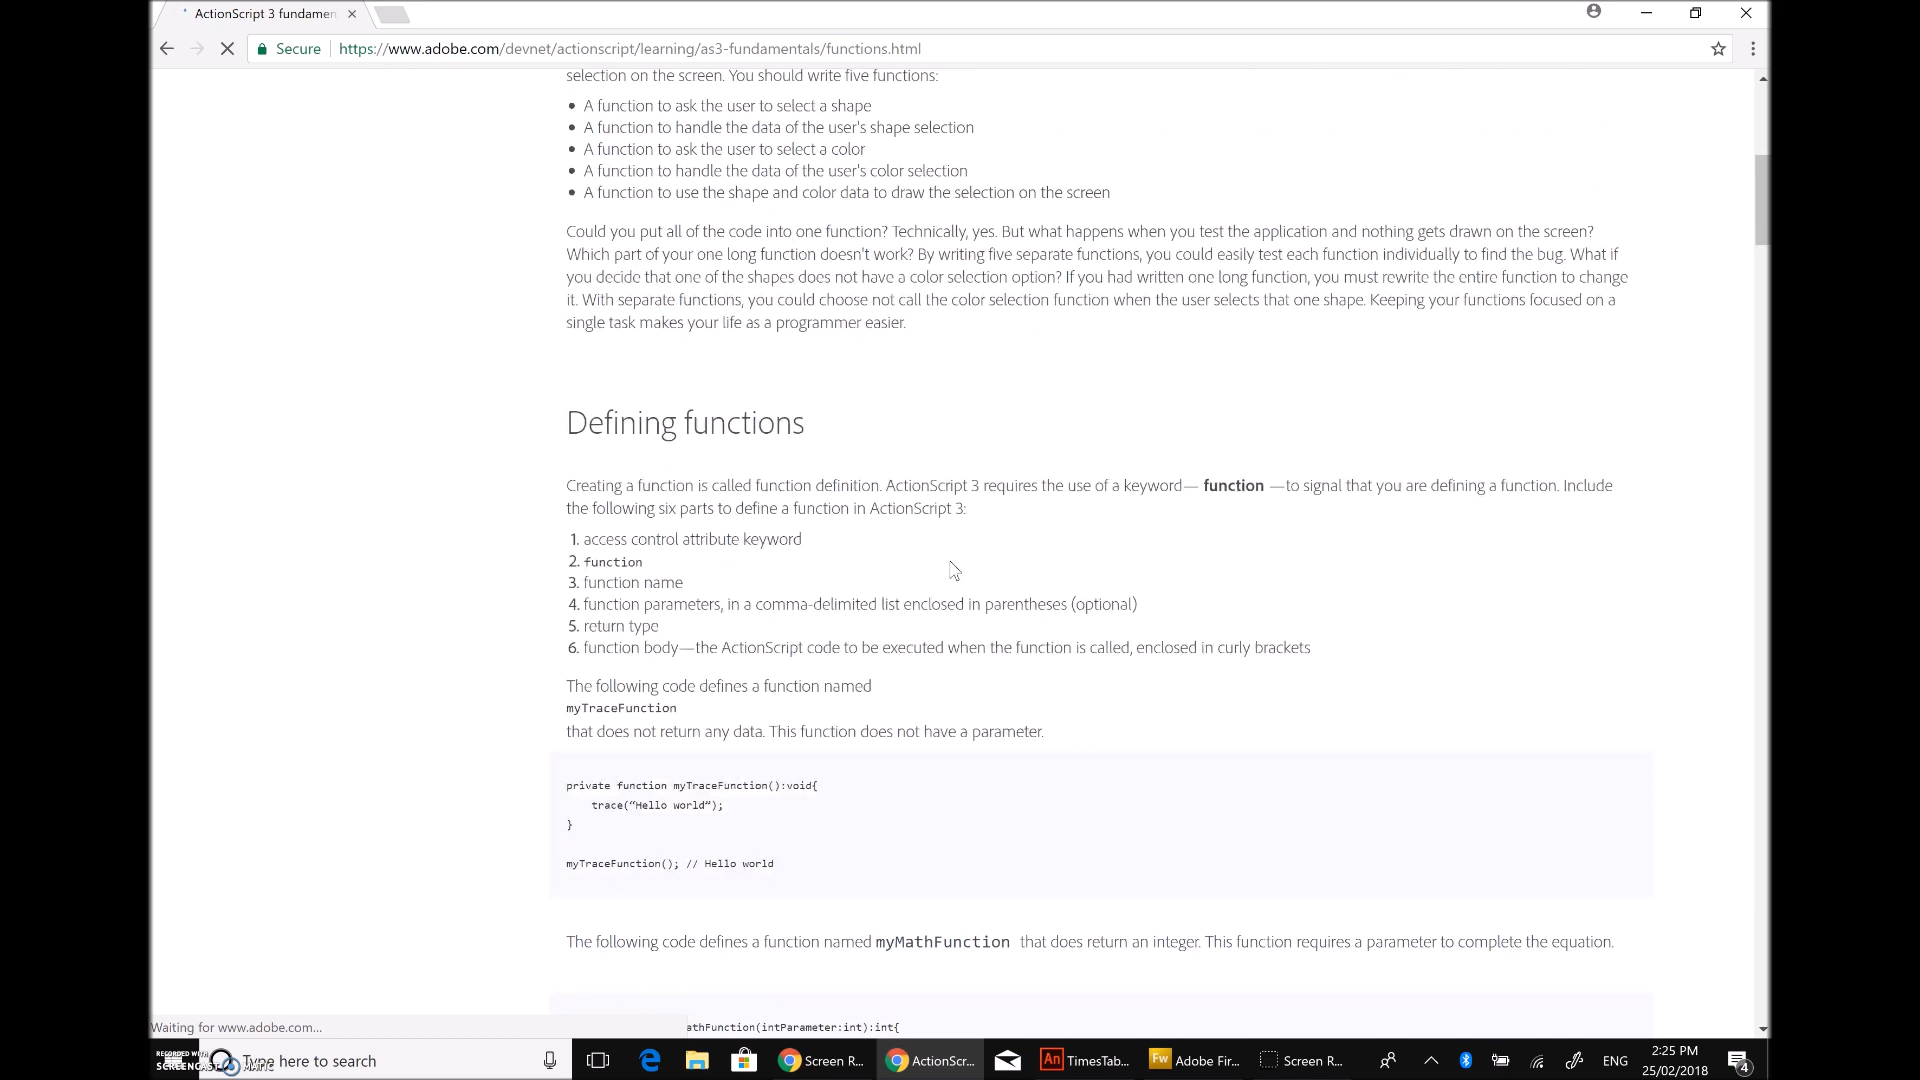 ActionScript 3 fundamen
Secure https://www.adobe.com/devnet/actionscript/learning/as3-fundamentals/functions.html
selection on the screen. You should write five functions:
• A function to ask the user to select a shape
• A function to handle the data of the user's shape selection
• A function to ask the user to select a color
• A function to handle the data of the user's color selection
• A function to use the shape and color data to draw the selection on the screen
Could you put all of the code into one function? Technically, yes. But what happens when you test the application and nothing gets drawn on the screen?
Which part of your one long function doesn't work? By writing five separate functions, you could easily test each function individually to find the bug. What if
you decide that one of the shapes does not have a color selection option? If you had written one long function, you must rewrite the entire function to change
it. With separate functions, you could choose not call the color selection function when the user selects that one shape. Keeping your functions focused on a
single task makes your life as a programmer easier.
Defining functions
Creating a function is called function definition. ActionScript 3 requires the use of a keyword— function —to signal that you are defining a function. Include
the following six parts to define a function in ActionScript 3:
1. access control attribute keyword
2. function
3. function name
4. function parameters, in a comma-delimited list enclosed in parentheses (optional)
5. return type
6. function body—the ActionScript code to be executed when the function is called, enclosed in curly brackets
The following code defines a function named
myTraceFunction
that does not return any data. This function does not have a parameter.
private function myTraceFunction():void{
trace(“Hello world”);
}
myTraceFunction(); // Hello world
The following code defines a function named myMathFunction that does return an integer. This function requires a parameter to complete the equation.
athFunction(intParameter:int):int{
Waiting for www.adobe.com...
RECORDED WITH
SCREENCAST MATIC
Type here to search
Screen R...
ActionScr...
An TimesTab...
Fw Adobe Fir...
Screen R...
ENG
2:25 PM
25/02/2018
4